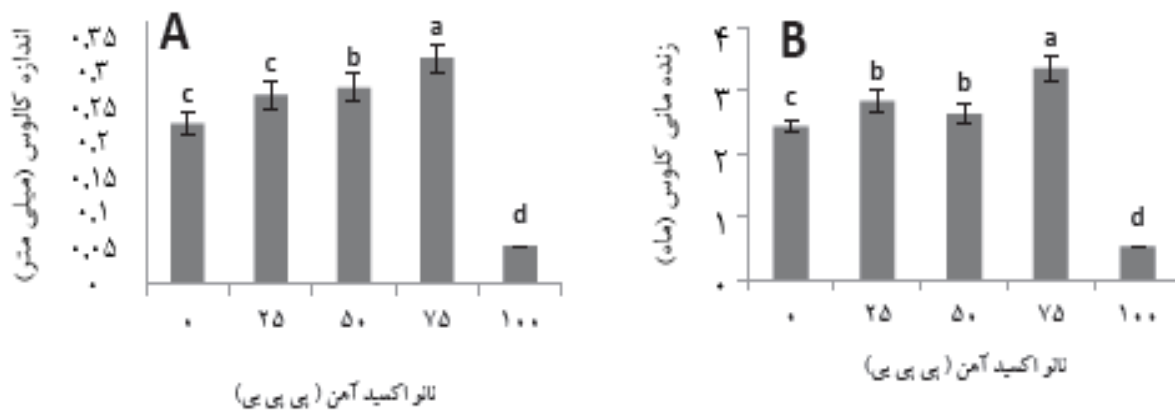 A
اندازه کالوس (میلی متر)
۰.۳۵
۰.۳
۰.۲۵
۰.۲
۰.۱۵
۰.۱
۰.۰۵
۰
c
c
b
a
d
۰ ۲۵ ۵۰ ۷۵ ۱۰۰
نانو اکسید آهن (پی پی بی)
B
زنده مانی کلوس (ماه)
۴
۳
۲
۱
۰
c
b
b
a
d
۰ ۲۵ ۵۰ ۷۵ ۱۰۰
نانو اکسید آهن (پی پی بی)